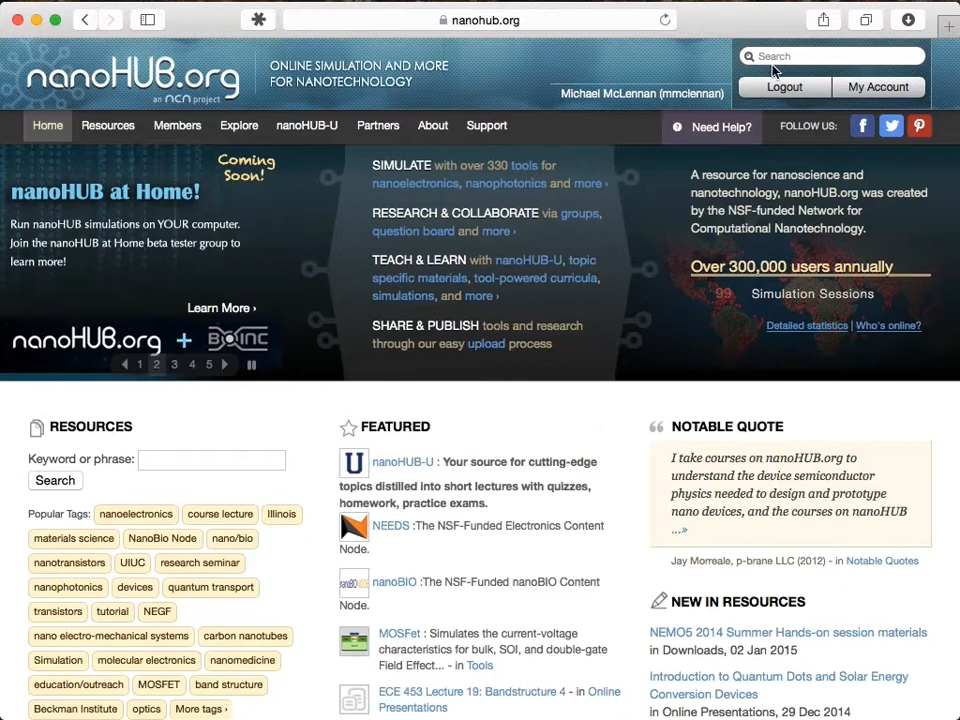 nanohub.org
nanoHUB.org
an ncn project
ONLINE SIMULATION AND MORE
FOR NANOTECHNOLOGY
Michael McLennan (mmclennan)
Search
Logout
My Account
Home
Resources
Members
Explore
nanoHUB-U
Partners
About
Support
Need Help?
FOLLOW US:
Coming
Soon!
nanoHUB at Home!
Run nanoHUB simulations on YOUR computer.
Join the nanoHUB at Home beta tester group to
learn more!
Learn More ›
nanoHUB.org + BOINC
1 2 3 4 5
SIMULATE with over 330 tools for
nanoelectronics, nanophotonics and more ›
RESEARCH & COLLABORATE via groups,
question board and more ›
TEACH & LEARN with nanoHUB-U, topic
specific materials, tool-powered curricula,
simulations, and more ›
SHARE & PUBLISH tools and research
through our easy upload process
A resource for nanoscience and
nanotechnology, nanoHUB.org was created
by the NSF-funded Network for
Computational Nanotechnology.
Over 300,000 users annually
99 Simulation Sessions
Detailed statistics | Who's online?
RESOURCES
Keyword or phrase:
Search
Popular Tags: nanoelectronics course lecture Illinois
materials science NanoBio Node nano/bio
nanotransistors UIUC research seminar
nanophotonics devices quantum transport
transistors tutorial NEGF
nano electro-mechanical systems carbon nanotubes
Simulation molecular electronics nanomedicine
education/outreach MOSFET band structure
Beckman Institute optics More tags ›
FEATURED
nanoHUB-U : Your source for cutting-edge
topics distilled into short lectures with quizzes,
homework, practice exams.
NEEDS :The NSF-Funded Electronics Content
Node.
nanoBIO :The NSF-Funded nanoBIO Content
Node.
MOSFet : Simulates the current-voltage
characteristics for bulk, SOI, and double-gate
Field Effect... - in Tools
ECE 453 Lecture 19: Bandstructure 4 - in Online
Presentations
NOTABLE QUOTE
I take courses on nanoHUB.org to
understand the device semiconductor
physics needed to design and prototype
nano devices, and the courses on nanoHUB
...»
Jay Morreale, p-brane LLC (2012) - in Notable Quotes
NEW IN RESOURCES
NEMO5 2014 Summer Hands-on session materials
in Downloads, 02 Jan 2015
Introduction to Quantum Dots and Solar Energy
Conversion Devices
in Online Presentations, 29 Dec 2014